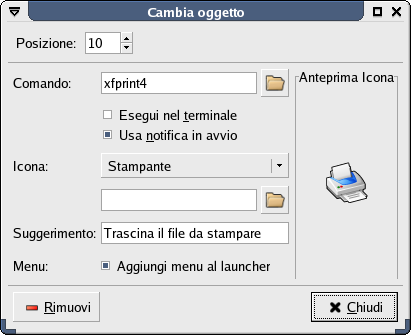 Cambia oggetto
Posizione: 10
Comando: xfprint4
Anteprima Icona
Esegui nel terminale
Usa notifica in avvio
Icona: Stampante
Suggerimento: Trascina il file da stampare
Menu: Aggiungi menu al launcher
Rimuovi Chiudi